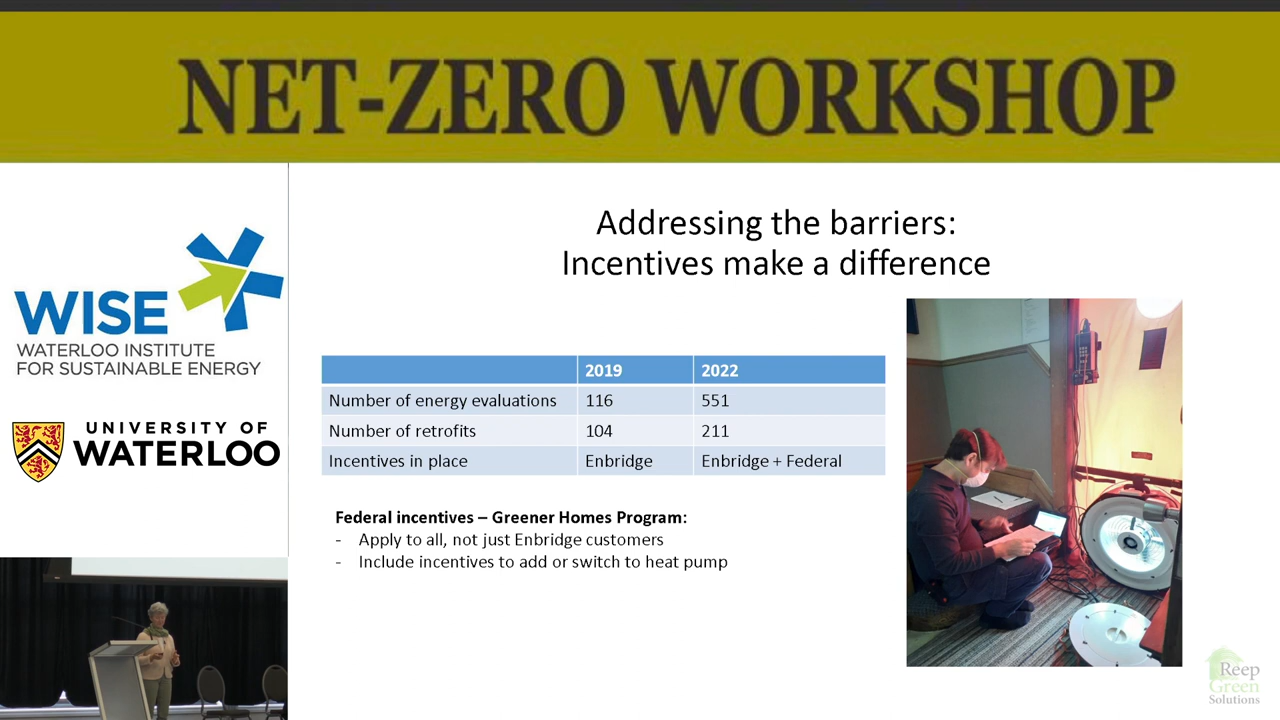 NET-ZERO WORKSHOP
WISE
WATERLOO INSTITUTE
FOR SUSTAINABLE ENERGY
UNIVERSITY OF
WATERLOO
Addressing the barriers:
Incentives make a difference
2019 2022
Number of energy evaluations 116 551
Number of retrofits 104 211
Incentives in place Enbridge Enbridge + Federal
Federal incentives – Greener Homes Program:
- Apply to all, not just Enbridge customers
- Include incentives to add or switch to heat pump
Reep
Green
Solutions